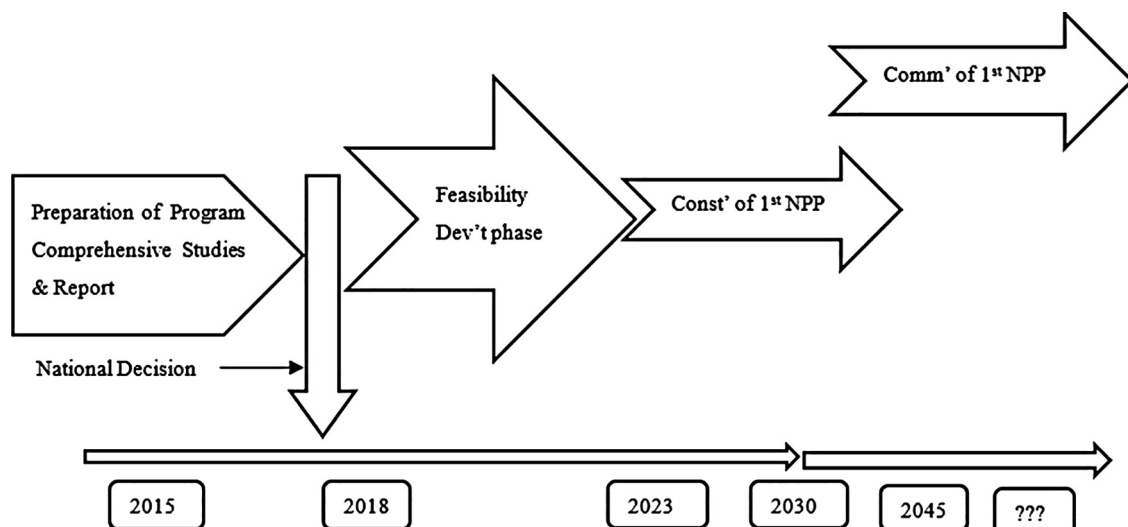 Comm’ of 1st NPP
Preparation of Program
Comprehensive Studies
& Report
Feasibility
Dev’t phase
Const’ of 1st NPP
National Decision
2015
2018
2023
2030
2045
???